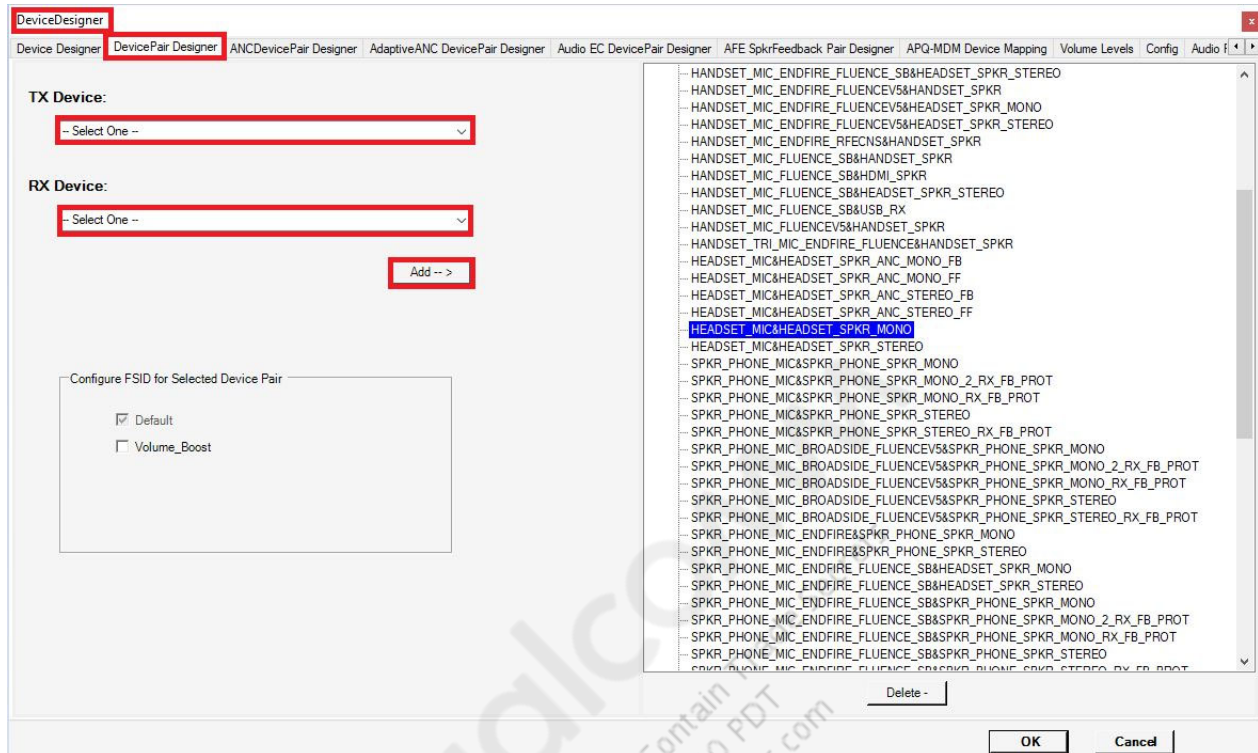 DeviceDesigner
x
Device Designer DevicePair Designer ANCDevicePair Designer AdaptiveANC DevicePair Designer Audio EC DevicePair Designer AFE SpkrFeedback Pair Designer APQ-MDM Device Mapping Volume Levels Config Audio
TX Device:
-- Select One --
RX Device:
-- Select One --
Add -- >
Configure FSID for Selected Device Pair
Default
Volume_Boost
HANDSET_MIC_ENDFIRE_FLUENCE_SB&HEADSET_SPKR_STEREO
HANDSET_MIC_ENDFIRE_FLUENCEV5&HANDSET_SPKR
HANDSET_MIC_ENDFIRE_FLUENCEV5&HEADSET_SPKR_MONO
HANDSET_MIC_ENDFIRE_FLUENCEV5&HEADSET_SPKR_STEREO
HANDSET_MIC_ENDFIRE_RFECNS&HANDSET_SPKR
HANDSET_MIC_FLUENCE_SB&HANDSET_SPKR
HANDSET_MIC_FLUENCE_SB&HDMI_SPKR
HANDSET_MIC_FLUENCE_SB&HEADSET_SPKR_STEREO
HANDSET_MIC_FLUENCE_SB&USB_RX
HANDSET_MIC_FLUENCEV5&HANDSET_SPKR
HANDSET_TRI_MIC_ENDFIRE_FLUENCE&HANDSET_SPKR
HEADSET_MIC&HEADSET_SPKR_ANC_MONO_FB
HEADSET_MIC&HEADSET_SPKR_ANC_MONO_FF
HEADSET_MIC&HEADSET_SPKR_ANC_STEREO_FB
HEADSET_MIC&HEADSET_SPKR_ANC_STEREO_FF
HEADSET_MIC&HEADSET_SPKR_MONO
HEADSET_MIC&HEADSET_SPKR_STEREO
SPKR_PHONE_MIC&SPKR_PHONE_SPKR_MONO
SPKR_PHONE_MIC&SPKR_PHONE_SPKR_MONO_2_RX_FB_PROT
SPKR_PHONE_MIC&SPKR_PHONE_SPKR_MONO_RX_FB_PROT
SPKR_PHONE_MIC&SPKR_PHONE_SPKR_STEREO
SPKR_PHONE_MIC&SPKR_PHONE_SPKR_STEREO_RX_FB_PROT
SPKR_PHONE_MIC_BROADSIDE_FLUENCEV5&SPKR_PHONE_SPKR_MONO
SPKR_PHONE_MIC_BROADSIDE_FLUENCEV5&SPKR_PHONE_SPKR_MONO_2_RX_FB_PROT
SPKR_PHONE_MIC_BROADSIDE_FLUENCEV5&SPKR_PHONE_SPKR_MONO_RX_FB_PROT
SPKR_PHONE_MIC_BROADSIDE_FLUENCEV5&SPKR_PHONE_SPKR_STEREO
SPKR_PHONE_MIC_BROADSIDE_FLUENCEV5&SPKR_PHONE_SPKR_STEREO_RX_FB_PROT
SPKR_PHONE_MIC_ENDFIRE&SPKR_PHONE_SPKR_MONO
SPKR_PHONE_MIC_ENDFIRE&SPKR_PHONE_SPKR_STEREO
SPKR_PHONE_MIC_ENDFIRE_FLUENCE_SB&HEADSET_SPKR_MONO
SPKR_PHONE_MIC_ENDFIRE_FLUENCE_SB&HEADSET_SPKR_STEREO
SPKR_PHONE_MIC_ENDFIRE_FLUENCE_SB&SPKR_PHONE_SPKR_MONO
SPKR_PHONE_MIC_ENDFIRE_FLUENCE_SB&SPKR_PHONE_SPKR_MONO_2_RX_FB_PROT
SPKR_PHONE_MIC_ENDFIRE_FLUENCE_SB&SPKR_PHONE_SPKR_MONO_RX_FB_PROT
SPKR_PHONE_MIC_ENDFIRE_FLUENCE_SB&SPKR_PHONE_SPKR_STEREO
SPKR_PHONE_MIC_ENDFIRE_FLUENCE_SB&SPKR_PHONE_SPKR_STEREO_RX_FB_PROT
Delete -
OK Cancel